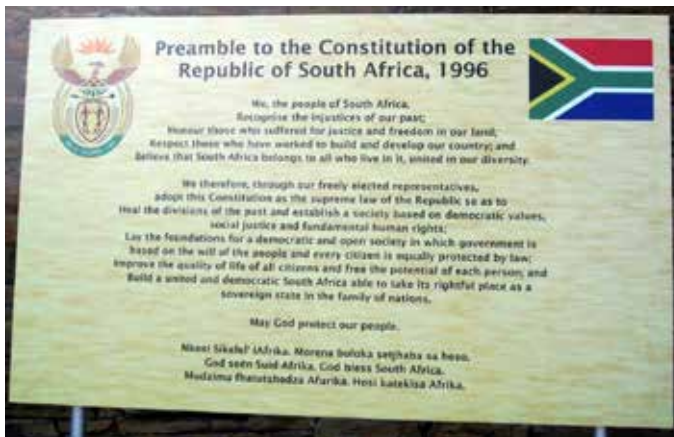 Preamble to the Constitution of the
Republic of South Africa, 1996
We, the people of South Africa,
Recognise the injustices of our past;
Honour those who suffered for justice and freedom in our land;
Respect those who have worked to build and develop our country; and
Believe that South Africa belongs to all who live in it, united in our diversity.
We therefore, through our freely elected representatives,
adopt this Constitution as the supreme law of the Republic so as to
Heal the divisions of the past and establish a society based on democratic values,
social justice and fundamental human rights;
Lay the foundations for a democratic and open society in which government is
based on the will of the people and every citizen is equally protected by law;
Improve the quality of life of all citizens and free the potential of each person; and
Build a united and democratic South Africa able to take its rightful place as a
sovereign state in the family of nations.
May God protect our people.
Nkosi Sikelel' iAfrika. Morena boloka setjhaba sa heso.
God seën Suid-Afrika. God bless South Africa.
Mudzimu fhatutshedza Afurika. Hosi katekisa Afrika.